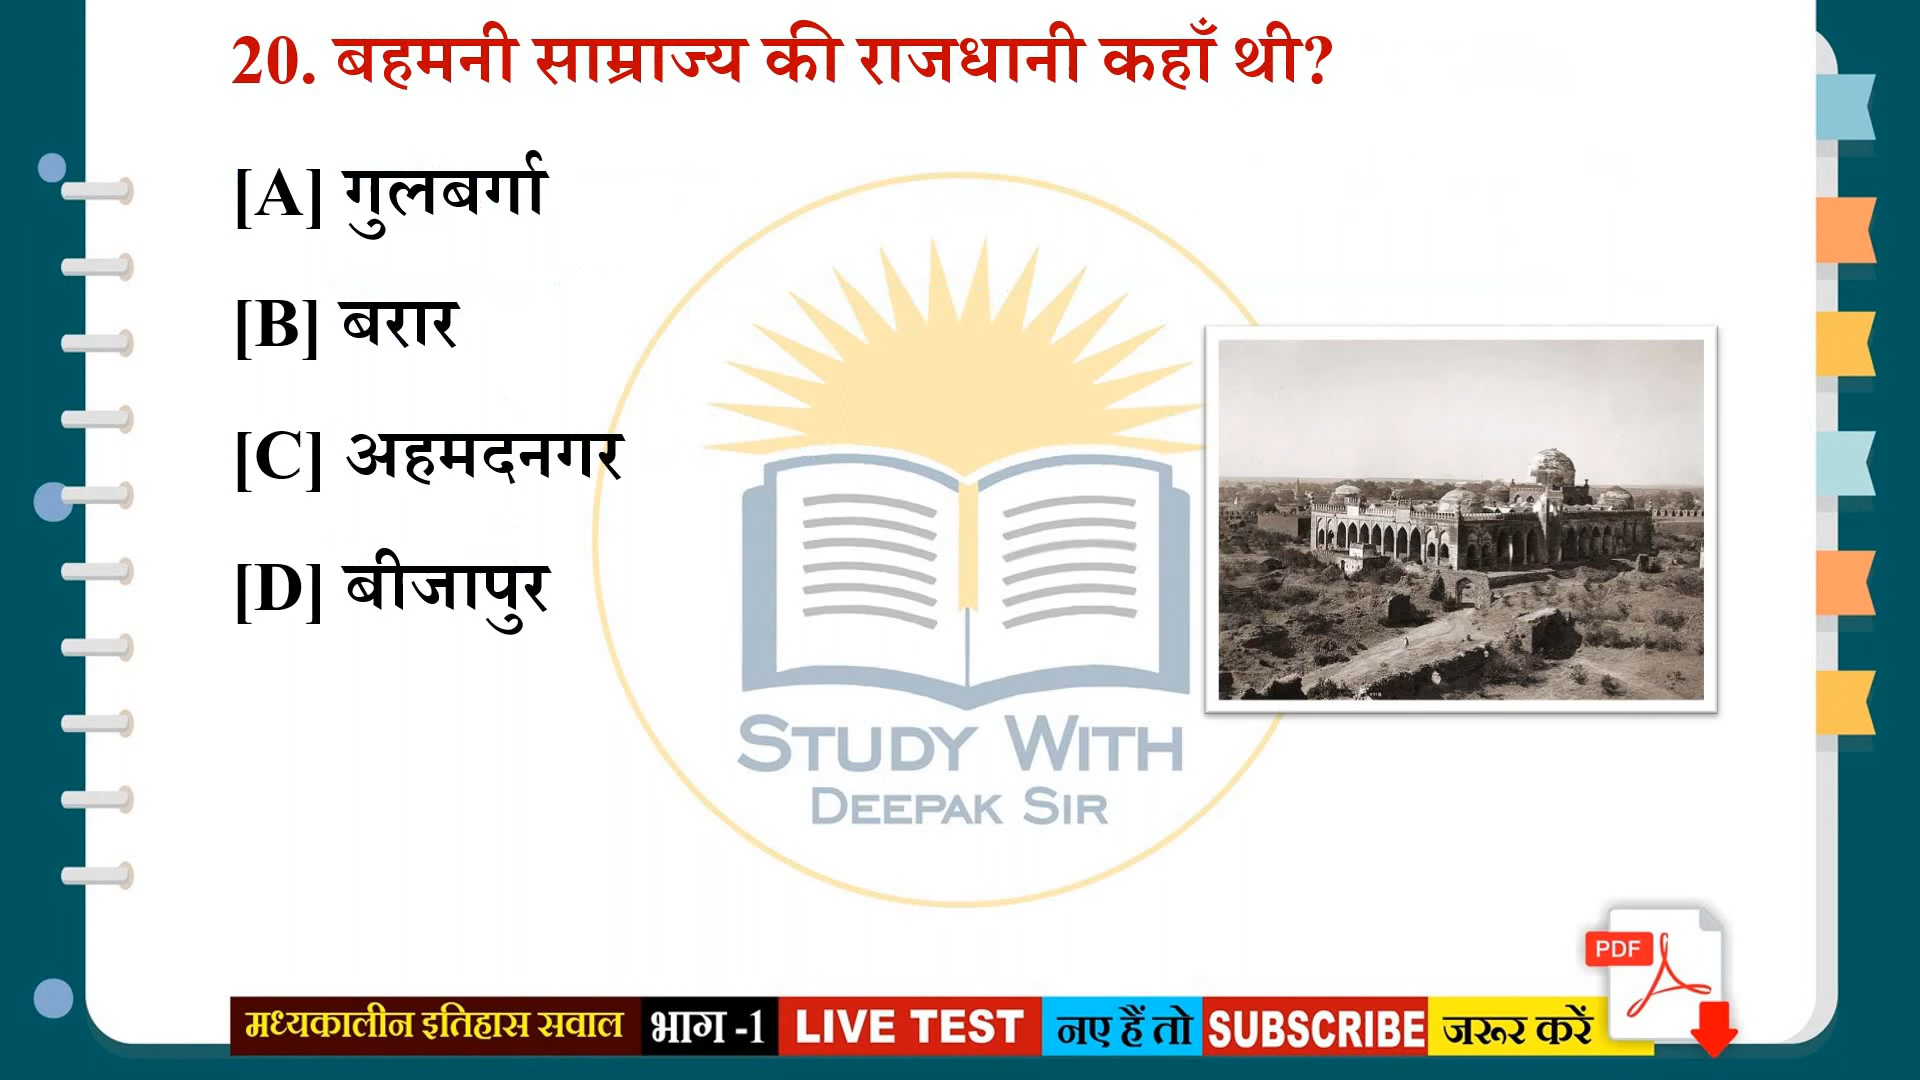 20. बहमनी साम्राज्य की राजधानी कहाँ थी?
[A] गुलबर्गा
[B] बरार
[C] अहमदनगर
[D] बीजापुर
STUDY WITH
DEEPAK SIR
PDF
मध्यकालीन इतिहास सवाल भाग -1 LIVE TEST नए हैं तो SUBSCRIBE जरूर करें